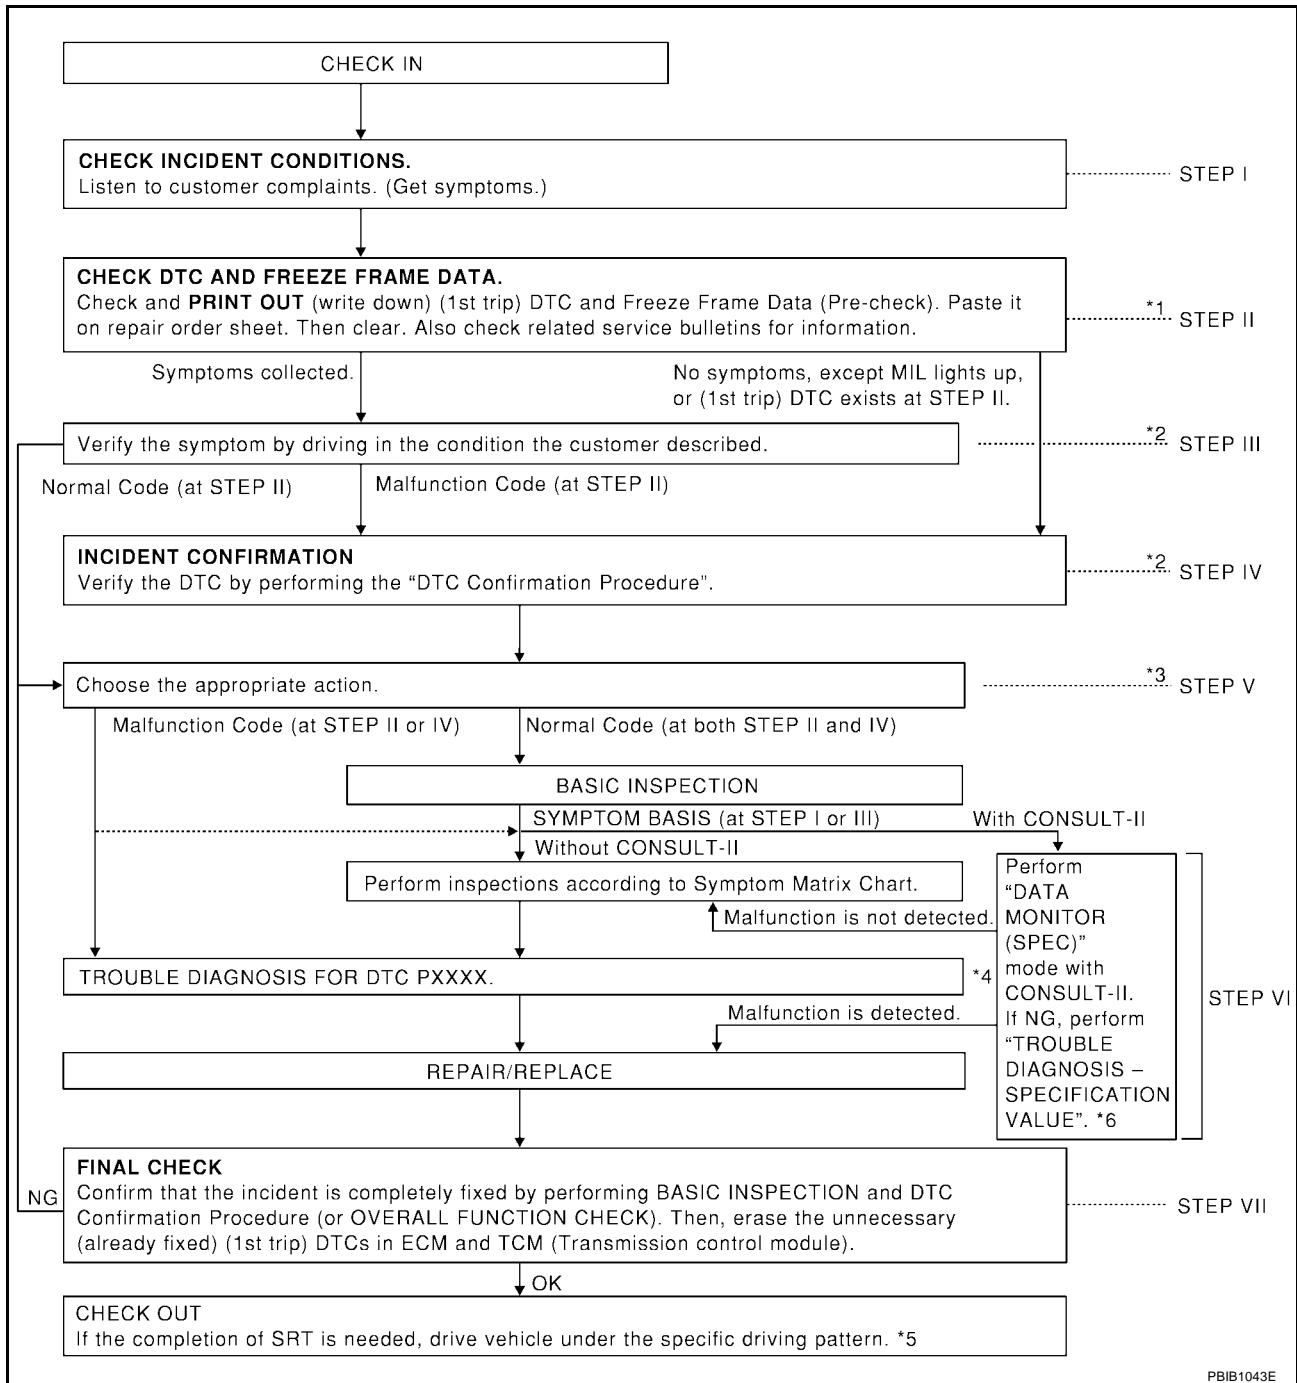 CHECK IN
CHECK INCIDENT CONDITIONS.
Listen to customer complaints. (Get symptoms.)
STEP I
CHECK DTC AND FREEZE FRAME DATA.
Check and PRINT OUT (write down) (1st trip) DTC and Freeze Frame Data (Pre-check). Paste it
on repair order sheet. Then clear. Also check related service bulletins for information.
*1
STEP II
Symptoms collected.
No symptoms, except MIL lights up,
or (1st trip) DTC exists at STEP II.
Verify the symptom by driving in the condition the customer described.
*2
STEP III
Normal Code (at STEP II)
Malfunction Code (at STEP II)
INCIDENT CONFIRMATION
Verify the DTC by performing the “DTC Confirmation Procedure”.
*2
STEP IV
Choose the appropriate action.
*3
STEP V
Malfunction Code (at STEP II or IV)
Normal Code (at both STEP II and IV)
BASIC INSPECTION
SYMPTOM BASIS (at STEP I or III)
With CONSULT-II
Without CONSULT-II
Perform inspections according to Symptom Matrix Chart.
Perform
“DATA
MONITOR
(SPEC)”
mode with
CONSULT-II.
If NG, perform
“TROUBLE
DIAGNOSIS –
SPECIFICATION
VALUE”. *6
STEP VI
Malfunction is not detected.
TROUBLE DIAGNOSIS FOR DTC PXXXX.
*4
Malfunction is detected.
REPAIR/REPLACE
FINAL CHECK
Confirm that the incident is completely fixed by performing BASIC INSPECTION and DTC
Confirmation Procedure (or OVERALL FUNCTION CHECK). Then, erase the unnecessary
(already fixed) (1st trip) DTCs in ECM and TCM (Transmission control module).
NG
STEP VII
OK
CHECK OUT
If the completion of SRT is needed, drive vehicle under the specific driving pattern. *5
PBIB1043E